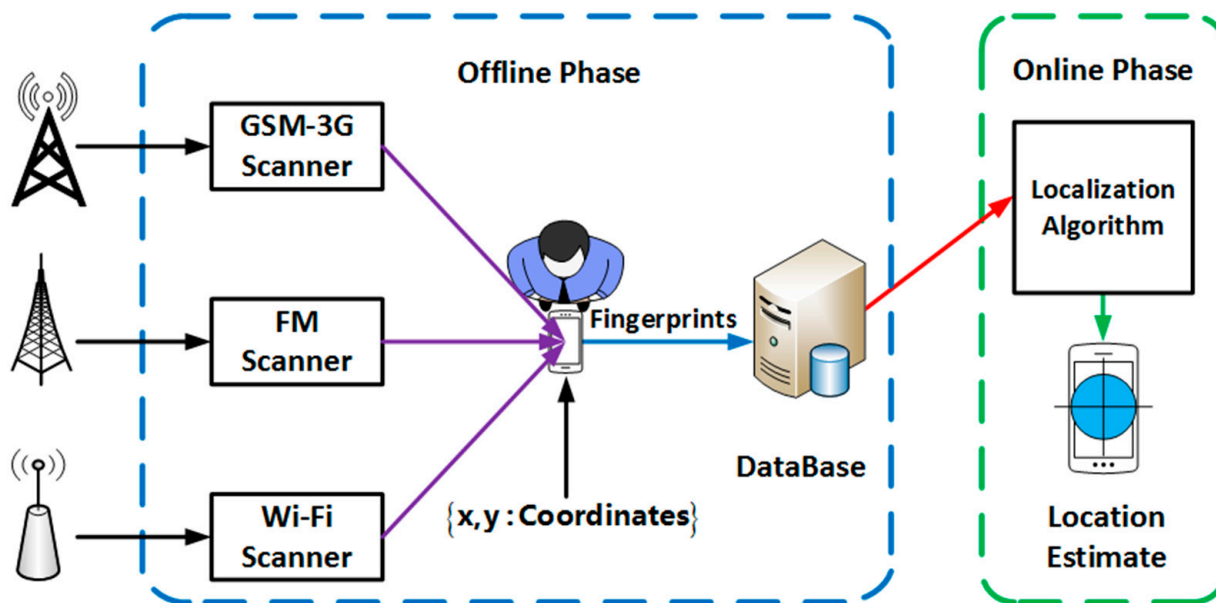 Offline Phase
Online Phase
GSM-3G
Scanner
Localization
Algorithm
FM
Scanner
Fingerprints
DataBase
Wi-Fi
Scanner
{x,y : Coordinates}
Location
Estimate